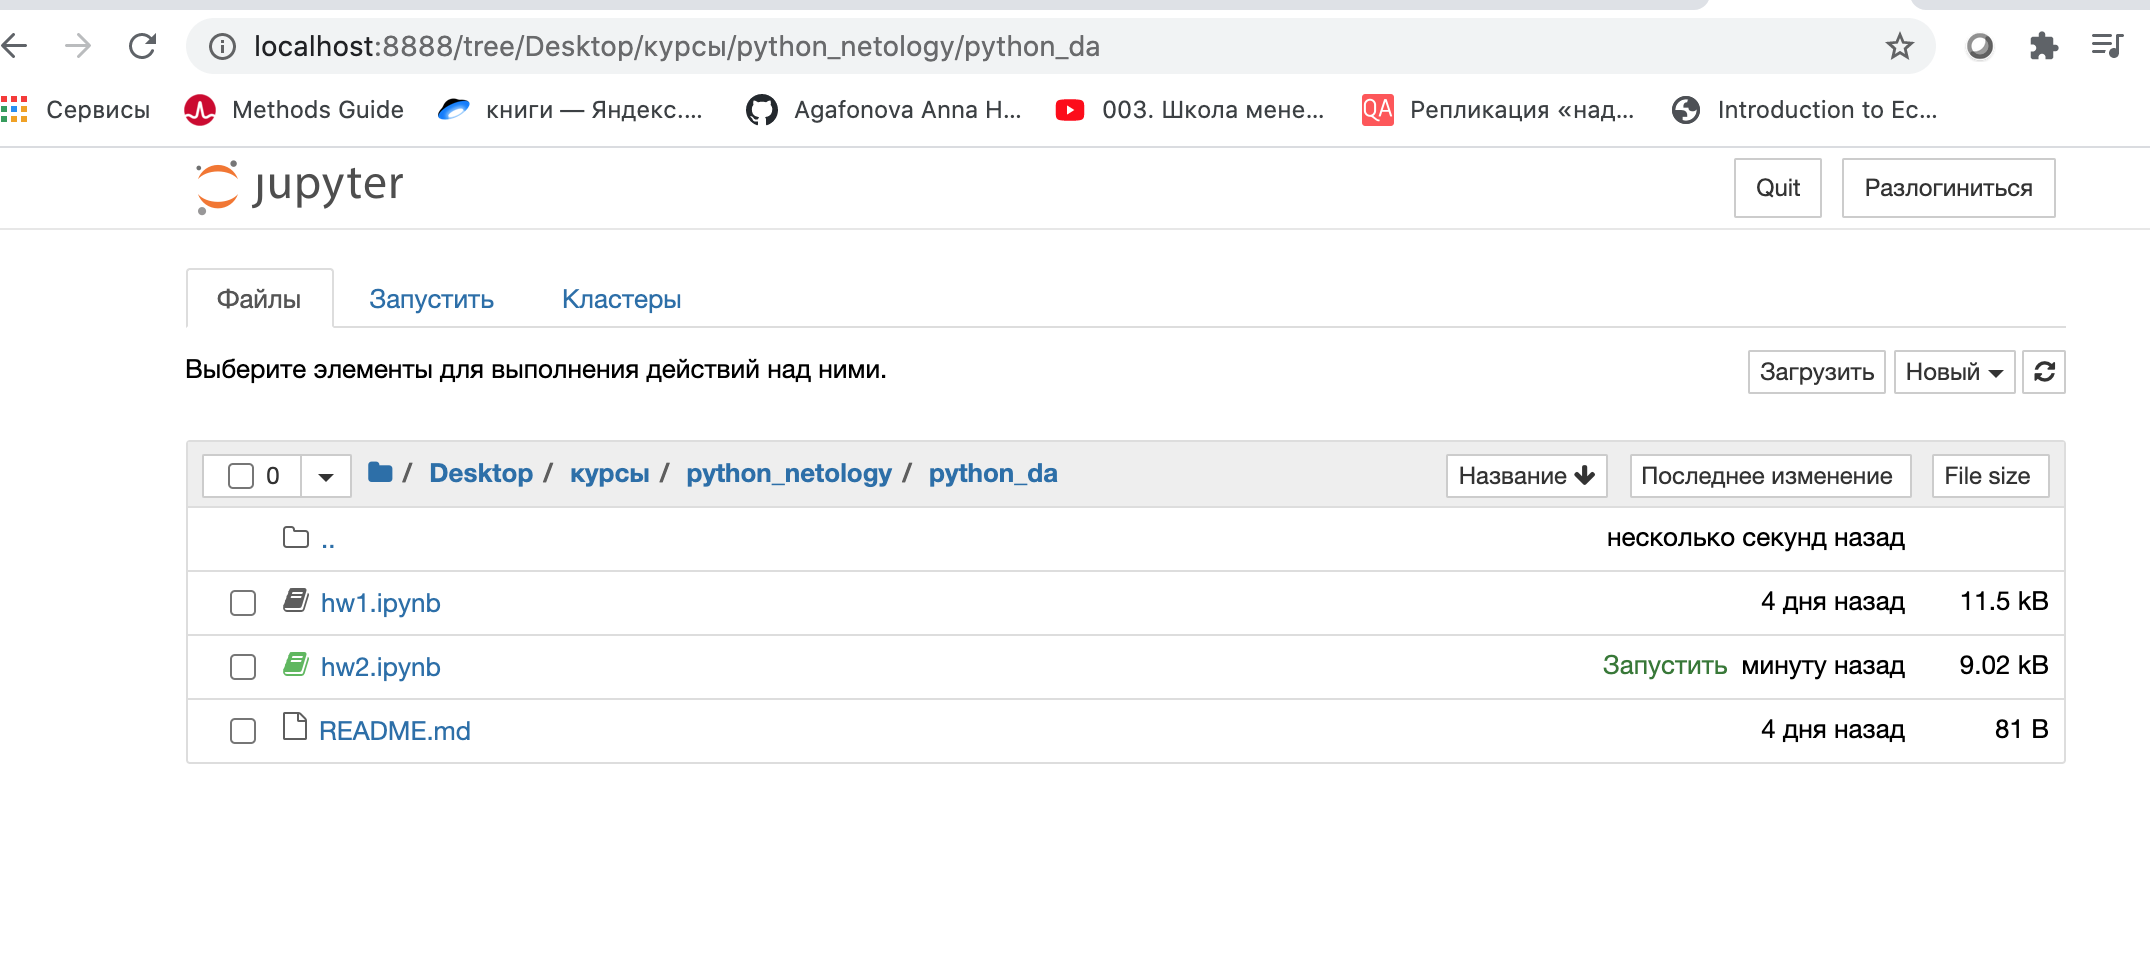 localhost:8888/tree/Desktop/курсы/python_netology/python_da
Сервисы Methods Guide книги — Яндекс.... Agafonova Anna H... 003. Школа мене... QA Репликация «над... Introduction to Ec...
jupyter Quit Разлогиниться
Файлы Запустить Кластеры
Выберите элементы для выполнения действий над ними. Загрузить Новый
0 / Desktop / курсы / python_netology / python_da Название Последнее изменение File size
.. несколько секунд назад
hw1.ipynb 4 дня назад 11.5 kB
hw2.ipynb Запустить минуту назад 9.02 kB
README.md 4 дня назад 81 B